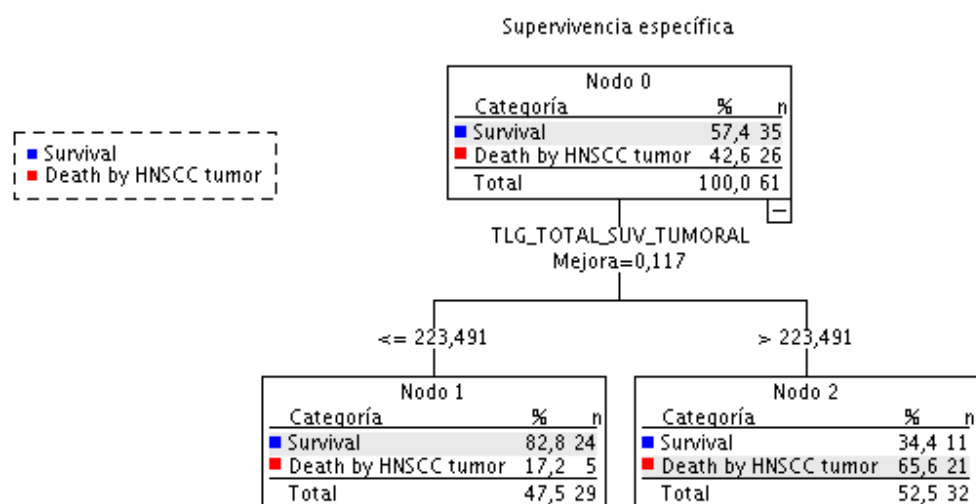 Supervivencia específica
Nodo 0
Categoría % n
Survival 57,4 35
Death by HNSCC tumor 42,6 26
Total 100,0 61
Survival
Death by HNSCC tumor
TLG_TOTAL_SUV_TUMORAL
Mejora=0,117
<= 223,491
> 223,491
Nodo 1
Categoría % n
Survival 82,8 24
Death by HNSCC tumor 17,2 5
Total 47,5 29
Nodo 2
Categoría % n
Survival 34,4 11
Death by HNSCC tumor 65,6 21
Total 52,5 32